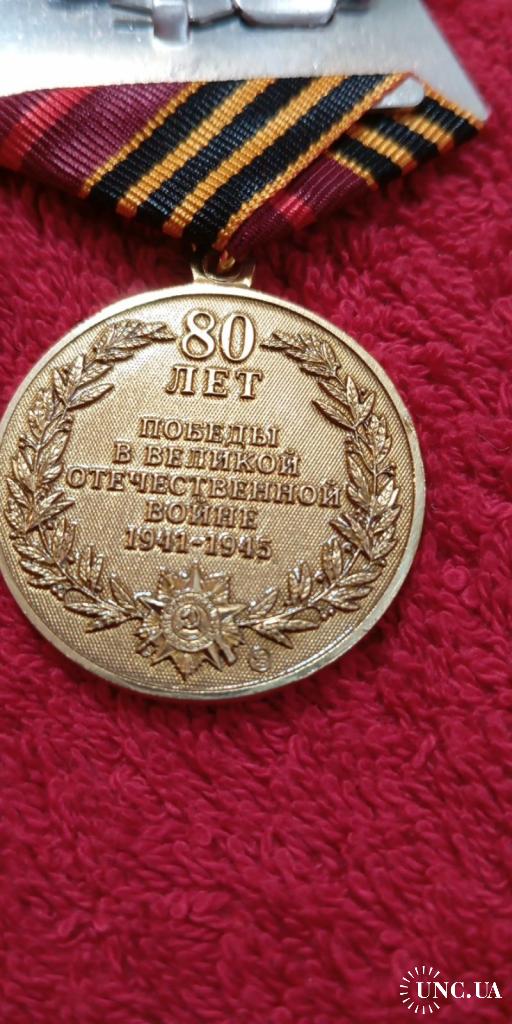 80
ЛЕТ
ПОБЕДЫ
В ВЕЛИКОЙ
ОТЕЧЕСТВЕННОЙ
ВОЙНЕ
1941-1945
UNC.UA